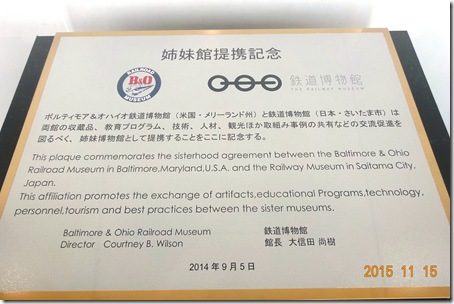 姉妹館提携記念
RAILROAD
B&O
MUSEUM
鉄道博物館
THE RAILWAY MUSEUM
ボルティモア＆オハイオ鉄道博物館（米国・メリーランド州）と鉄道博物館（日本・さいたま市）は
両館の収蔵品、教育プログラム、技術、人材、観光ほか取組み事例の共有などの交流促進を
図るべく、姉妹博物館として提携することをここに記念する。
This plaque commemorates the sisterhood agreement between the Baltimore & Ohio
Railroad Museum in Baltimore,Maryland,U.S.A. and the Railway Museum in Saitama City,
Japan.
This affiliation promotes the exchange of artifacts,educational Programs,technology,
personnel,tourism and best practices between the sister museums.
Baltimore & Ohio Railroad Museum 鉄道博物館
Director Courtney B. Wilson 館長 大信田 尚樹
2014年9月5日
2015 11 15